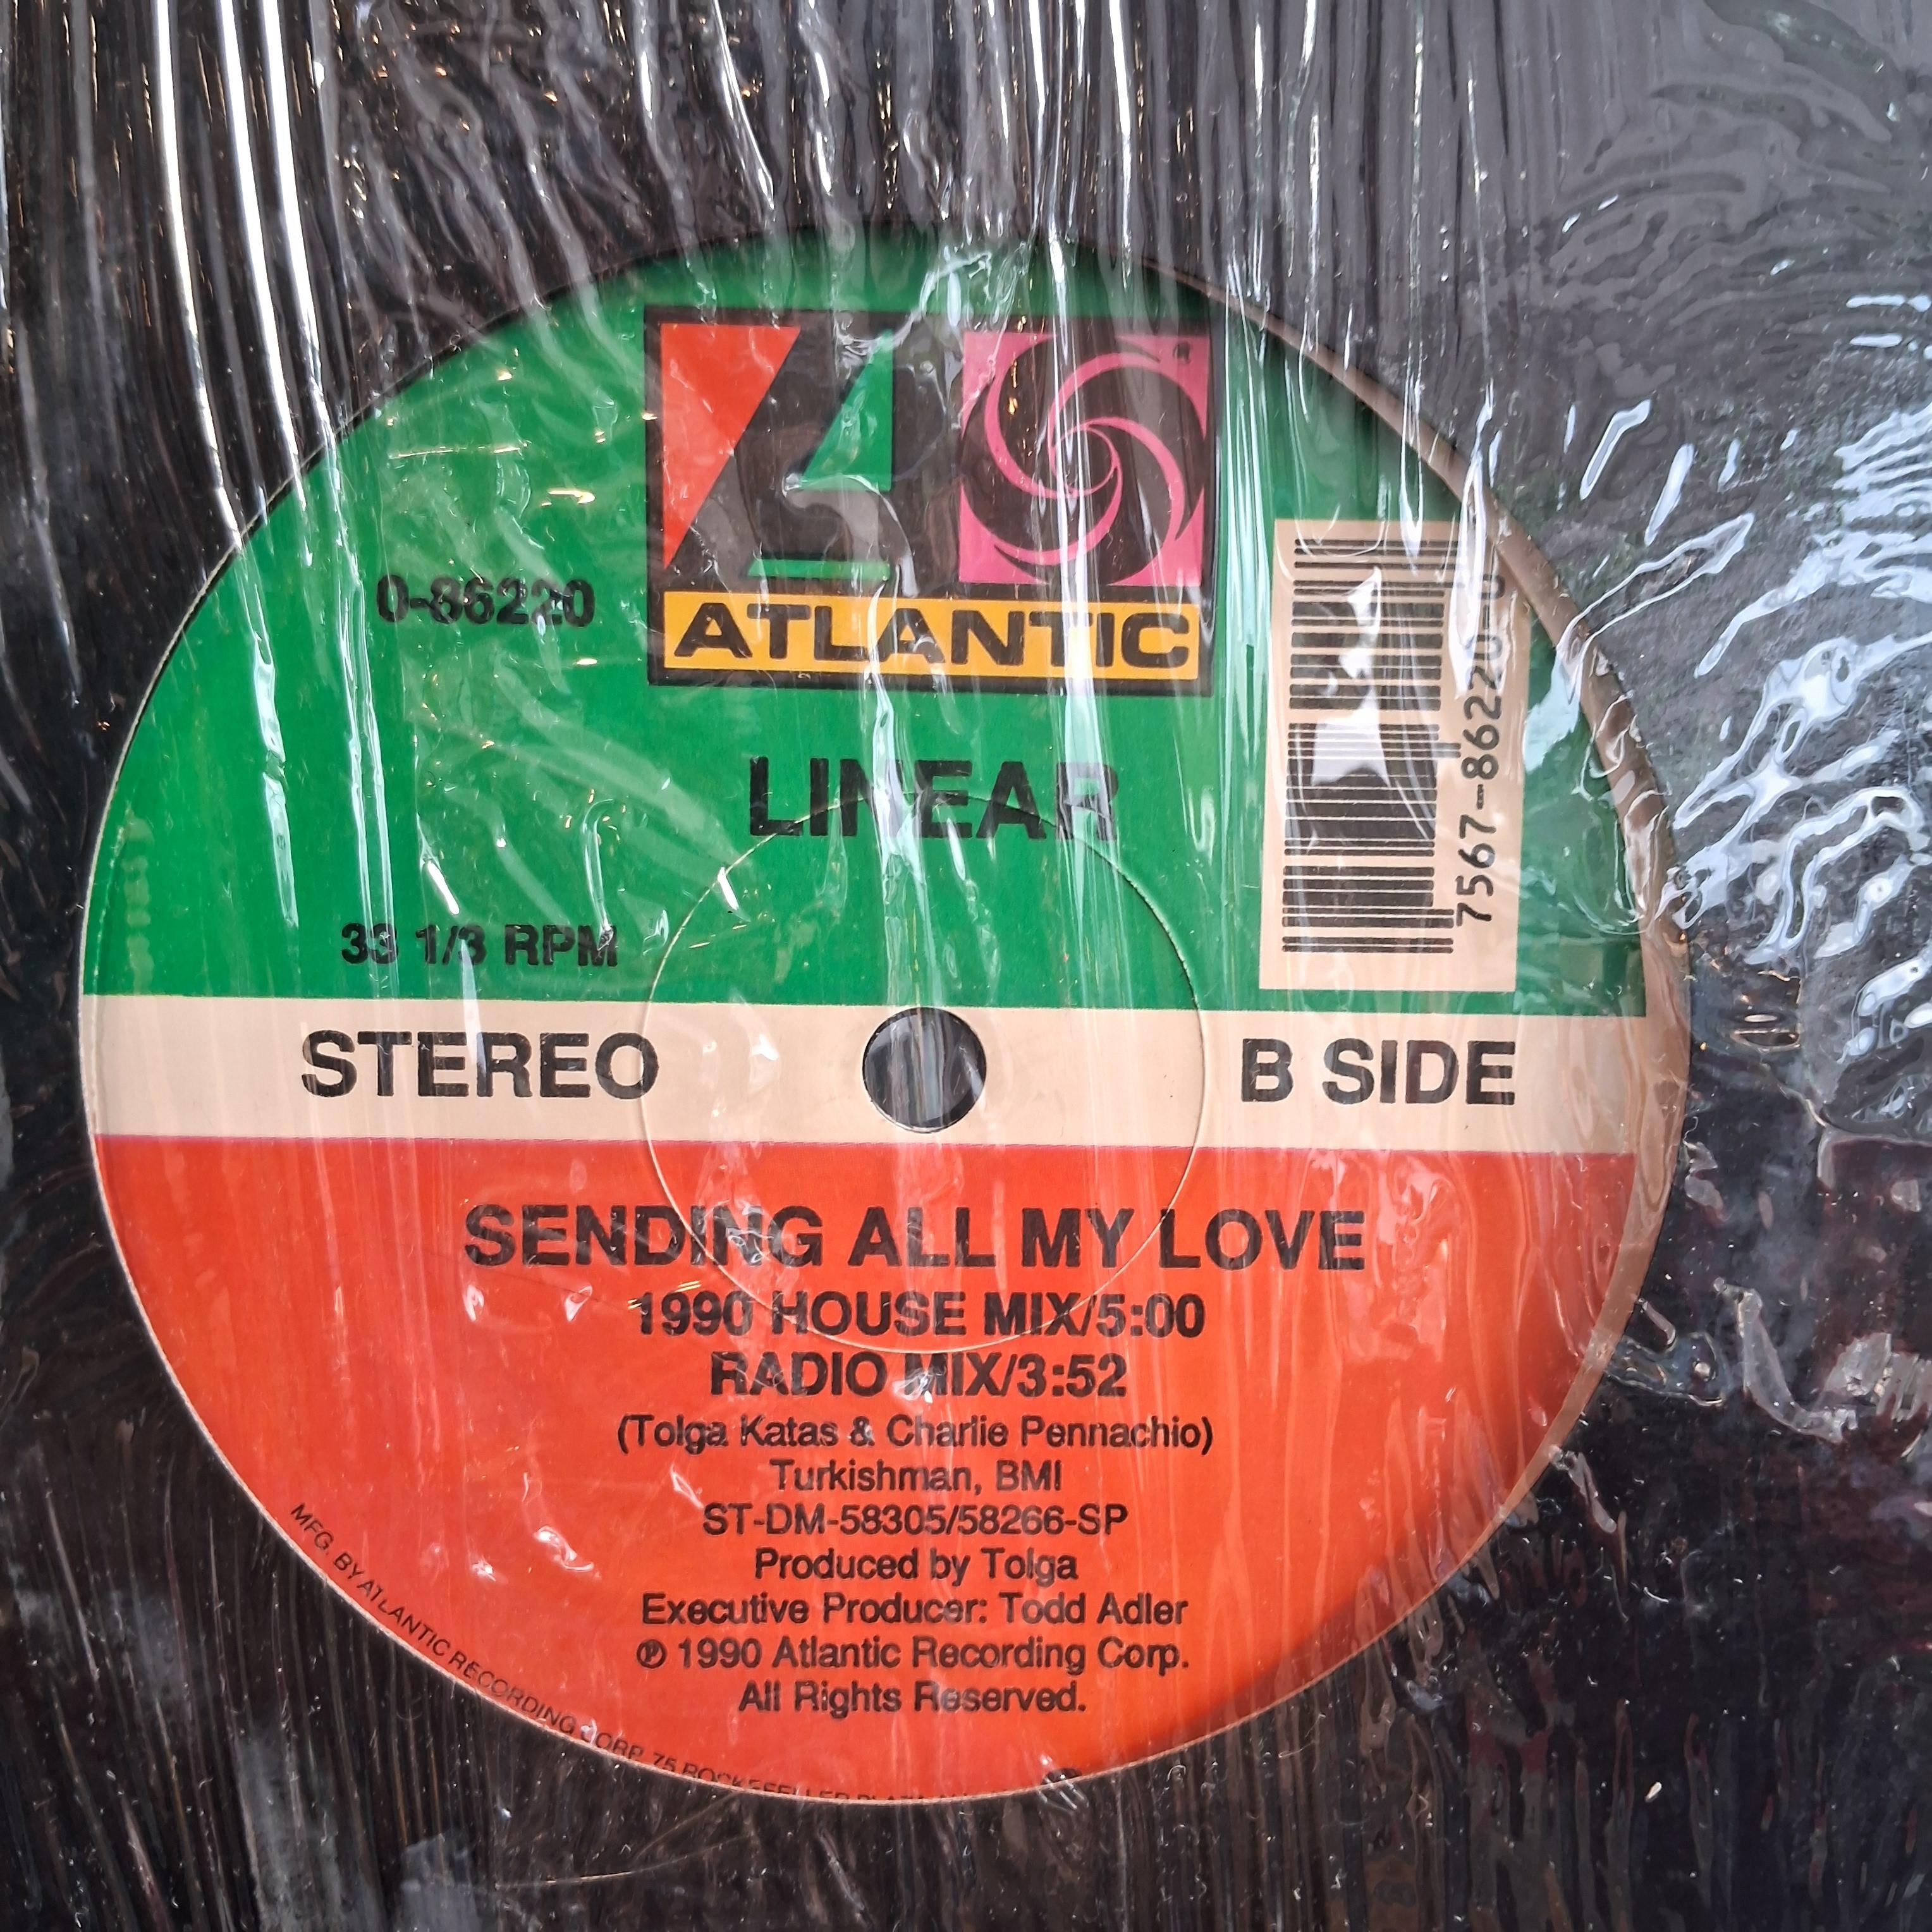 ATLANTIC
0-86220
7567-86220-0
LINEAR
33 1/3 RPM
STEREO
B SIDE
SENDING ALL MY LOVE
1990 HOUSE MIX/5:00
RADIO MIX/3:52
(Tolga Katas & Charlie Pennachio)
Turkishman, BMI
ST-DM-58305/58266-SP
Produced by Tolga
Executive Producer: Todd Adler
℗ 1990 Atlantic Recording Corp.
All Rights Reserved.
MFG. BY ATLANTIC RECORDING CORP. 75 ROCKEFELLER PLAZA